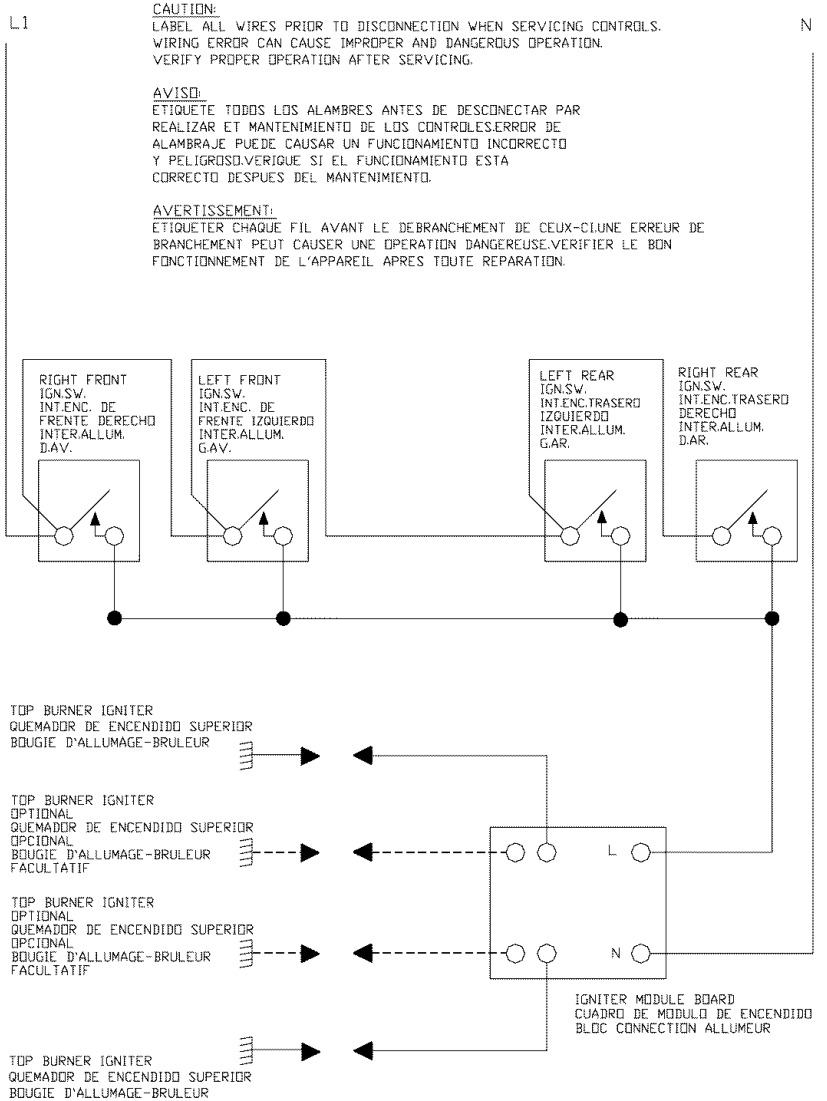 L1
N
CAUTION:
LABEL ALL WIRES PRIOR TO DISCONNECTION WHEN SERVICING CONTROLS.
WIRING ERROR CAN CAUSE IMPROPER AND DANGEROUS OPERATION.
VERIFY PROPER OPERATION AFTER SERVICING.
AVISO:
ETIQUETE TODOS LOS ALAMBRES ANTES DE DESCONECTAR PAR
REALIZAR ET MANTENIMIENTO DE LOS CONTROLES.ERROR DE
ALAMBRAJE PUEDE CAUSAR UN FUNCIONAMIENTO INCORRECTO
Y PELIGROSO.VERIQUE SI EL FUNCIONAMIENTO ESTA
CORRECTO DESPUES DEL MANTENIMIENTO.
AVERTISSEMENT:
ETIQUETER CHAQUE FIL AVANT LE DEBRANCHEMENT DE CEUX-CI.UNE ERREUR DE
BRANCHEMENT PEUT CAUSER UNE OPERATION DANGEREUSE.VERIFIER LE BON
FONCTIONNEMENT DE L'APPAREIL APRES TOUTE REPARATION.
RIGHT FRONT
IGN.SW.
INT.ENC. DE
FRENTE DERECHO
INTER.ALLUM.
D.AV.
LEFT FRONT
IGN.SW.
INT.ENC. DE
FRENTE IZQUIERDO
INTER.ALLUM.
G.AV.
LEFT REAR
IGN.SW.
INT.ENC.TRASERO
IZQUIERDO
INTER.ALLUM.
G.AR.
RIGHT REAR
IGN.SW.
INT.ENC.TRASERO
DERECHO
INTER.ALLUM.
D.AR.
TOP BURNER IGNITER
QUEMADOR DE ENCENDIDO SUPERIOR
BOUGIE D'ALLUMAGE-BRULEUR
TOP BURNER IGNITER
OPTIONAL
QUEMADOR DE ENCENDIDO SUPERIOR
OPCIONAL
BOUGIE D'ALLUMAGE-BRULEUR
FACULTATIF
TOP BURNER IGNITER
OPTIONAL
QUEMADOR DE ENCENDIDO SUPERIOR
OPCIONAL
BOUGIE D'ALLUMAGE-BRULEUR
FACULTATIF
L
N
IGNITER MODULE BOARD
CUADRO DE MODULO DE ENCENDIDO
BLOC CONNECTION ALLUMEUR
TOP BURNER IGNITER
QUEMADOR DE ENCENDIDO SUPERIOR
BOUGIE D'ALLUMAGE-BRULEUR